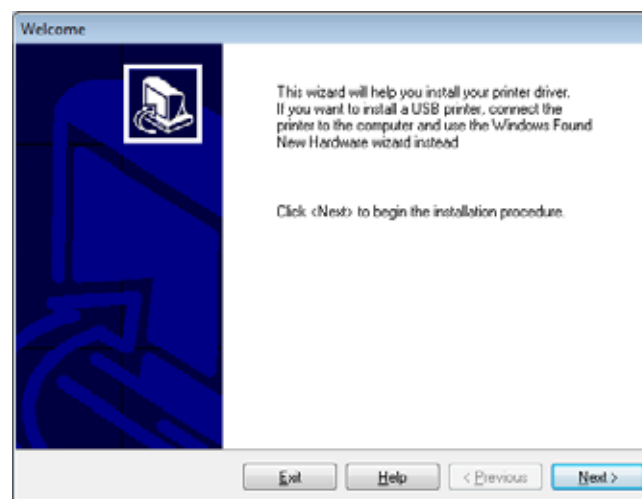 Welcome
This wizard will help you install your printer driver.
If you want to install a USB printer, connect the
printer to the computer and use the Windows Found
New Hardware wizard instead
Click <Next> to begin the installation procedure.
Exit
Help
< Previous
Next >